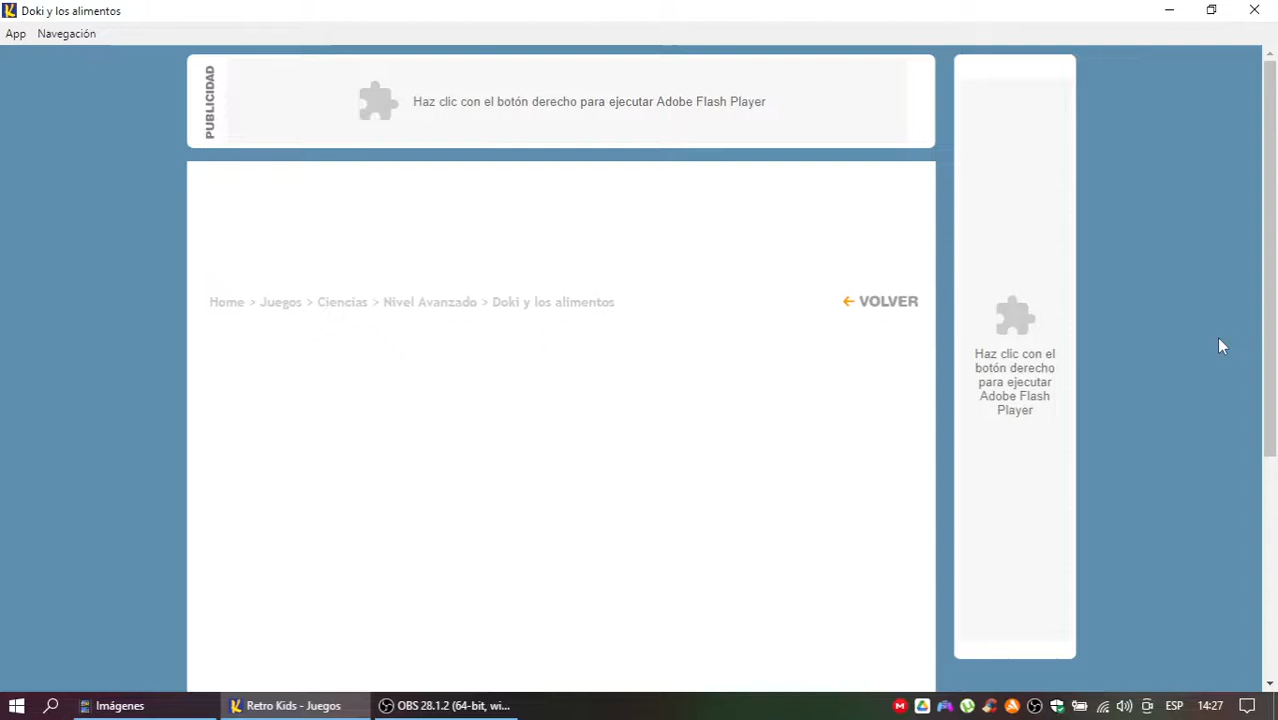 Doki y los alimentos
App Navegación
PUBLICIDAD
Haz clic con el botón derecho para ejecutar Adobe Flash Player
Home > Juegos > Ciencias > Nivel Avanzado > Doki y los alimentos
VOLVER
Haz clic con el
botón derecho
para ejecutar
Adobe Flash
Player
Imágenes
Retro Kids - Juegos
OBS 28.1.2 (64-bit, wi...
ESP
14:27